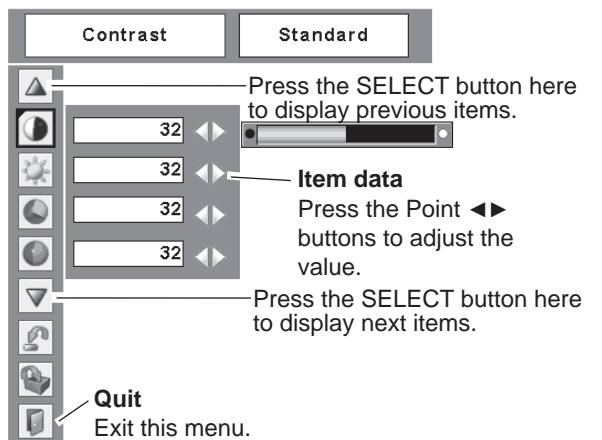 Contrast Standard
Press the SELECT button here
to display previous items.
32
32
Item data
32
Press the Point ◄►
buttons to adjust the
value.
32
Press the SELECT button here
to display next items.
Quit
Exit this menu.